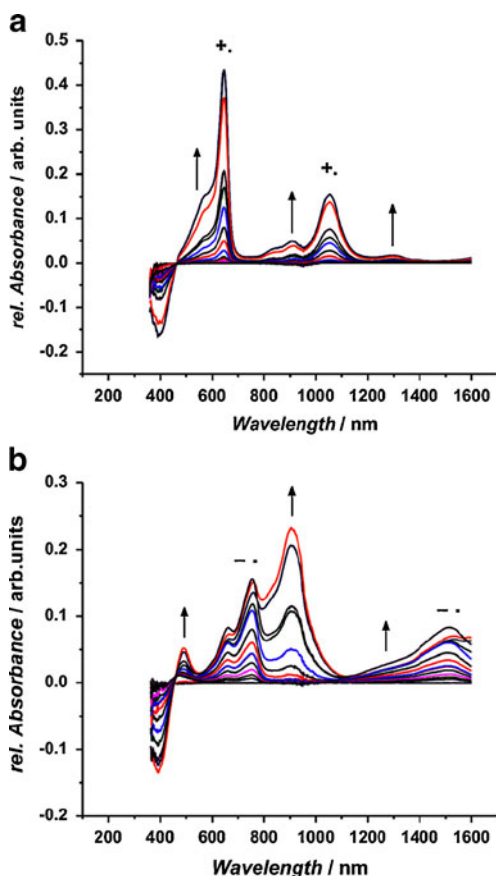 a
+.
+.
rel. Absorbance / arb. units
0.5
0.4
0.3
0.2
0.1
0.0
-0.1
-0.2
200 400 600 800 1000 1200 1400 1600
Wavelength / nm
b
– .
– .
rel. Absorbance / arb.units
0.3
0.2
0.1
0.0
-0.1
-0.2
200 400 600 800 1000 1200 1400 1600
Wavelength / nm